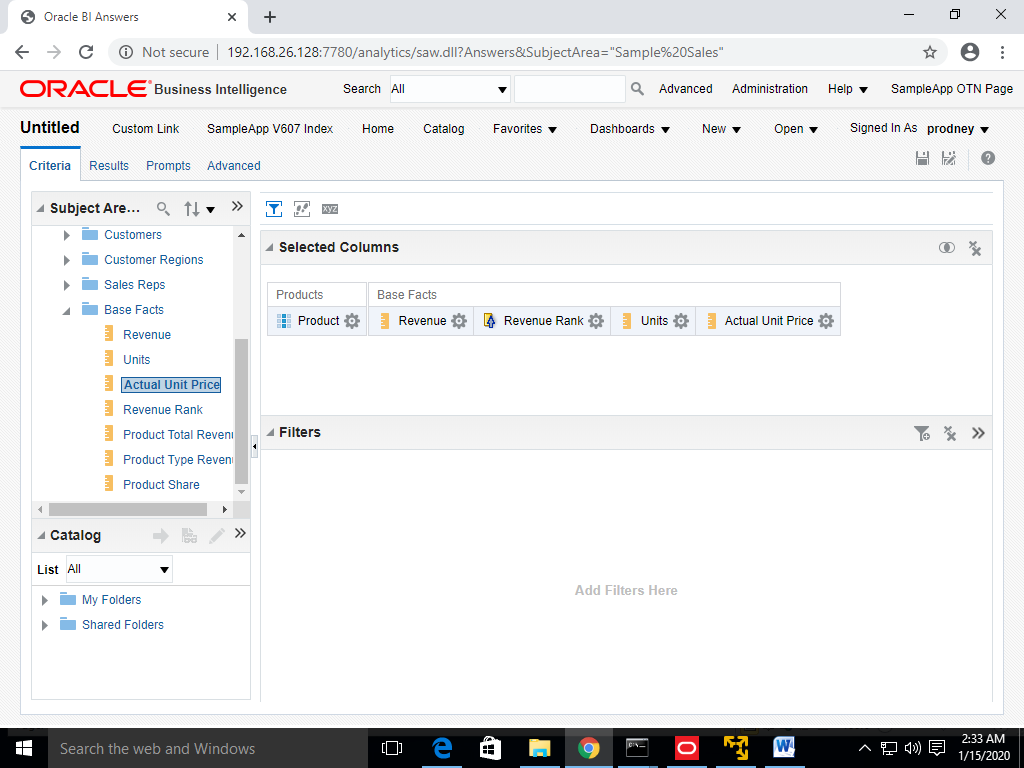 Oracle BI Answers
Not secure 192.168.26.128:7780/analytics/saw.dll?Answers&SubjectArea="Sample%20Sales"
ORACLE Business Intelligence Search All Advanced Administration Help SampleApp OTN Page
Untitled Custom Link SampleApp V607 Index Home Catalog Favorites Dashboards New Open Signed In As prodney
Criteria Results Prompts Advanced
Subject Are...
xyz
Customers
Customer Regions
Sales Reps
Base Facts
Revenue
Units
Actual Unit Price
Revenue Rank
Product Total Reven
Product Type Reven
Product Share
Catalog
List All
My Folders
Shared Folders
Selected Columns
Products Base Facts
Product Revenue Revenue Rank Units Actual Unit Price
Filters
Add Filters Here
Search the web and Windows
2:33 AM
1/15/2020